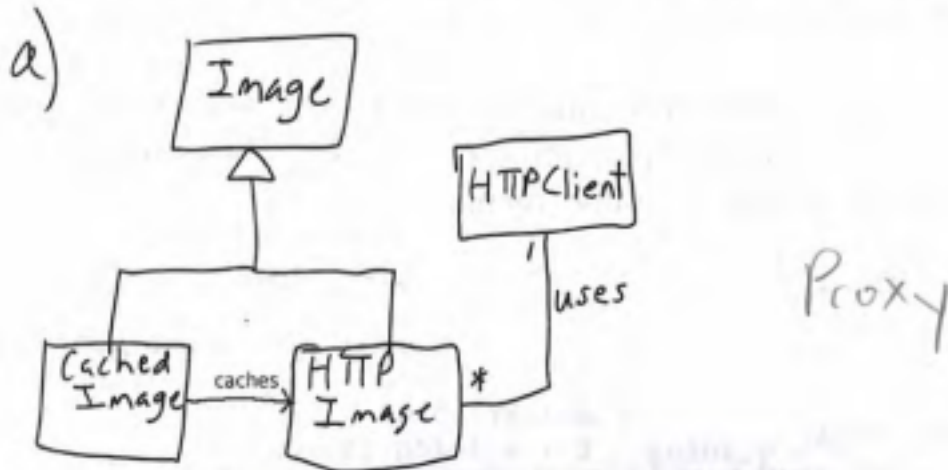 a)
Image
HTTPClient
1
uses
Proxy
Cached
Image
caches
HTTP
Image
*